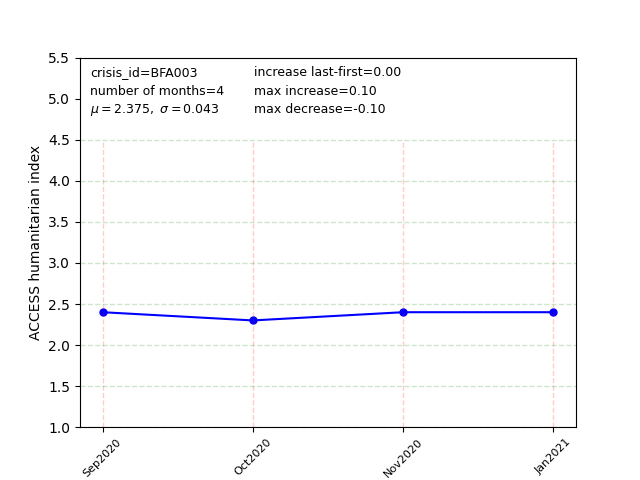 crisis_id=BFA003
number of months=4
μ = 2.375, σ =0.043
increase last-first=0.00
max increase=0.10
max decrease=-0.10
ACCESS humanitarian index
5.5
5.0
4.5
4.0
3.5
3.0
2.5
2.0
1.5
1.0
Sep2020
Oct2020
Nov2020
Jan2021